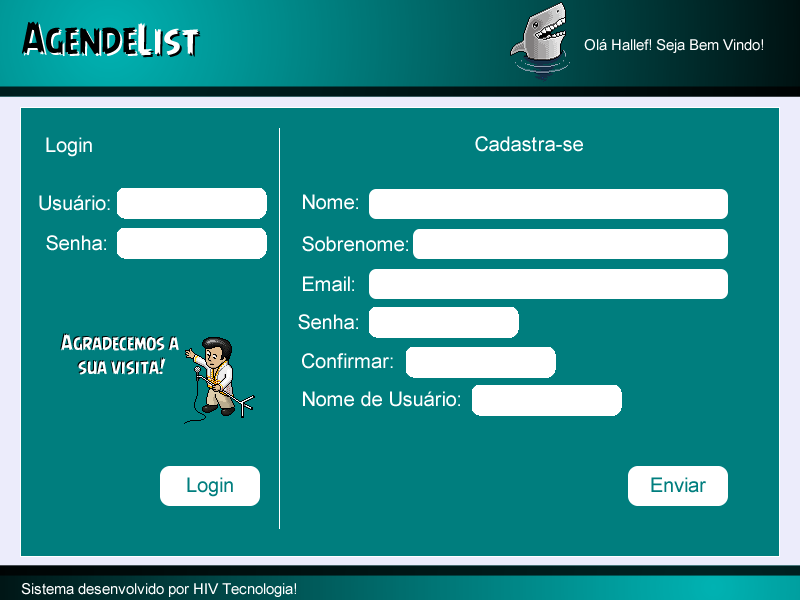 AgendeList
Olá Hallef! Seja Bem Vindo!
Login
Usuário:
Senha:
Agradecemos a
sua visita!
Login
Cadastra-se
Nome:
Sobrenome:
Email:
Senha:
Confirmar:
Nome de Usuário:
Enviar
Sistema desenvolvido por HIV Tecnologia!